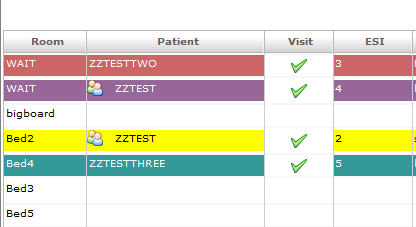 Room Patient Visit ESI
WAIT ZZTESTTWO 3
WAIT ZZTEST 4
bigboard
Bed2 ZZTEST 2
Bed4 ZZTESTTHREE 5
Bed3
Bed5